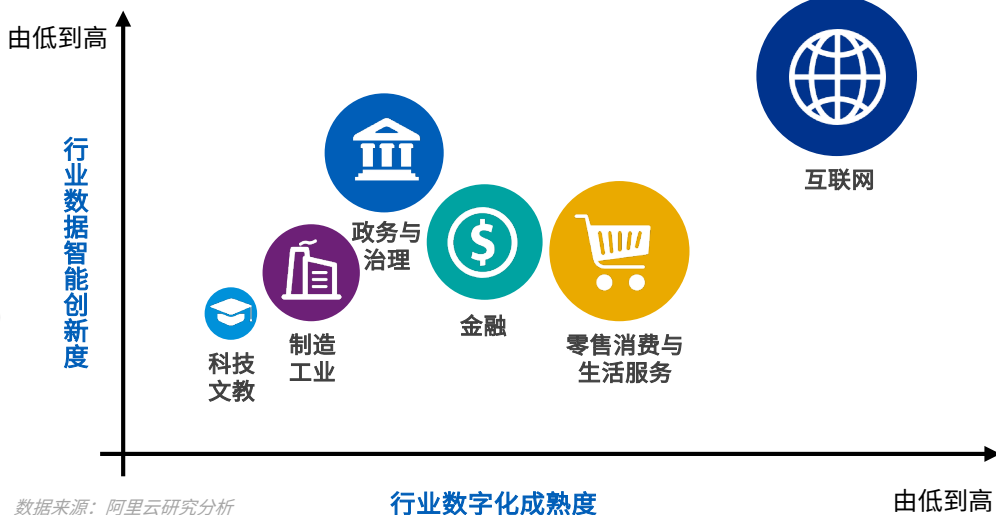 由低到高
行业数据智能创新度
互联网
政务与
治理
金融
零售消费与
生活服务
制造
工业
科技
文教
行业数字化成熟度
由低到高
数据来源：阿里云研究分析